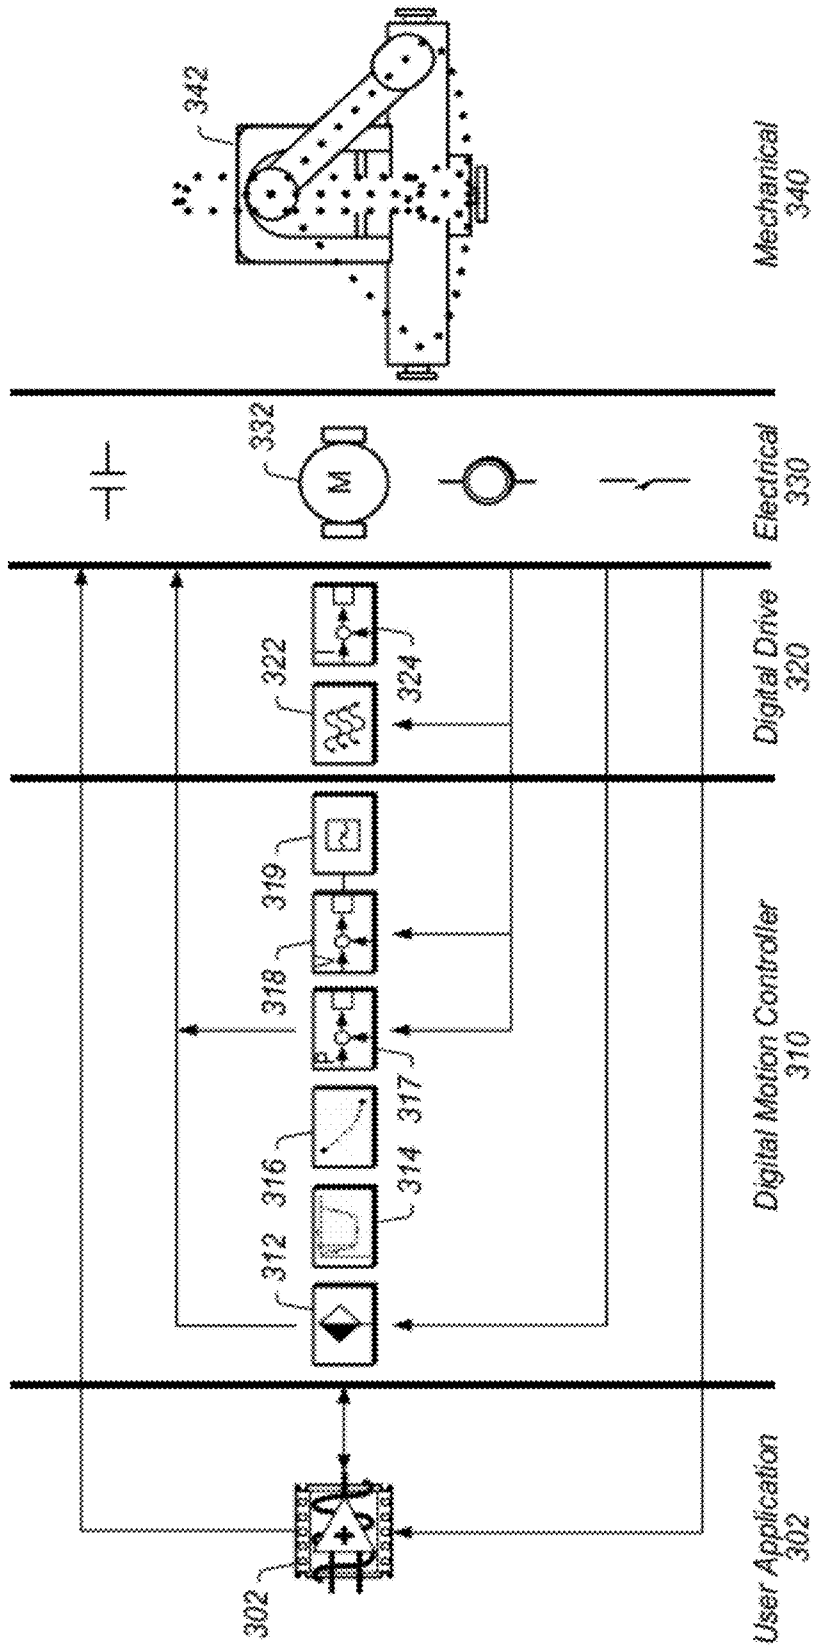 342
332
322
324
319
318
317
316
314
312
302
M
V
P
User Application
302
Digital Motion Controller
310
Digital Drive
320
Electrical
330
Mechanical
340